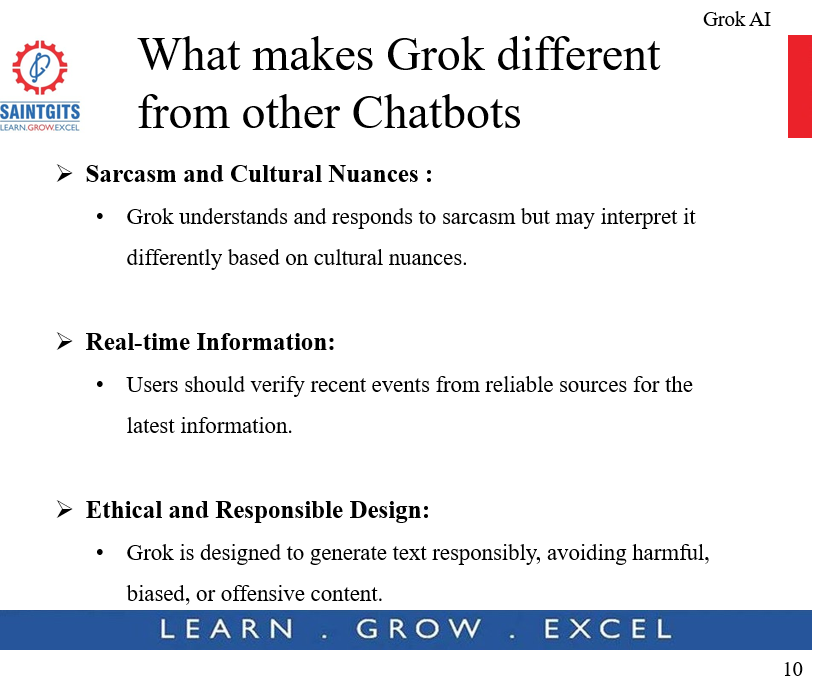 Grok AI
What makes Grok different
from other Chatbots
SAINTGITS
LEARN.GROW.EXCEL
➢ Sarcasm and Cultural Nuances :
• Grok understands and responds to sarcasm but may interpret it
differently based on cultural nuances.
➢ Real-time Information:
• Users should verify recent events from reliable sources for the
latest information.
➢ Ethical and Responsible Design:
• Grok is designed to generate text responsibly, avoiding harmful,
biased, or offensive content.
LEARN . GROW . EXCEL
10